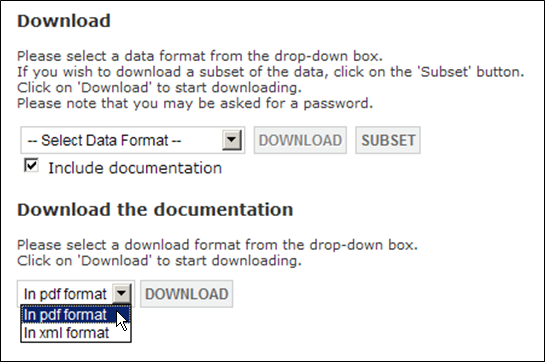 Download
Please select a data format from the drop-down box.
If you wish to download a subset of the data, click on the 'Subset' button.
Click on 'Download' to start downloading.
Please note that you may be asked for a password.
-- Select Data Format -- DOWNLOAD SUBSET
Include documentation
Download the documentation
Please select a download format from the drop-down box.
Click on 'Download' to start downloading.
In pdf format DOWNLOAD
In pdf format
In xml format